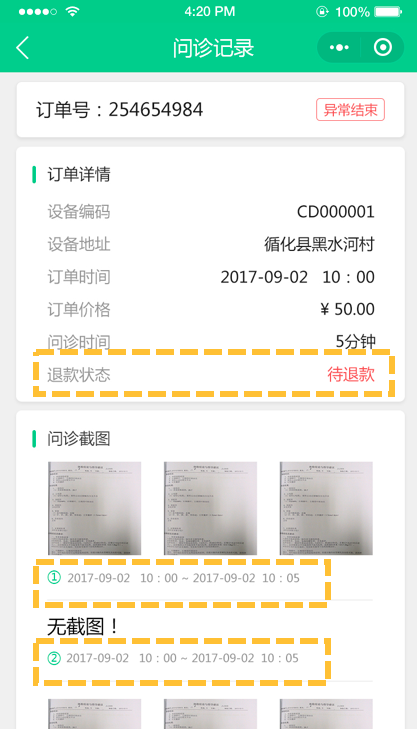 4:20 PM 100%
问诊记录
订单号：254654984 异常结束
订单详情
设备编码 CD000001
设备地址 循化县黑水河村
订单时间 2017-09-02 10：00
订单价格 ¥ 50.00
问诊时间 5分钟
退款状态 待退款
问诊截图
① 2017-09-02 10：00 ~ 2017-09-02 10：05
无截图！
② 2017-09-02 10：00 ~ 2017-09-02 10：05